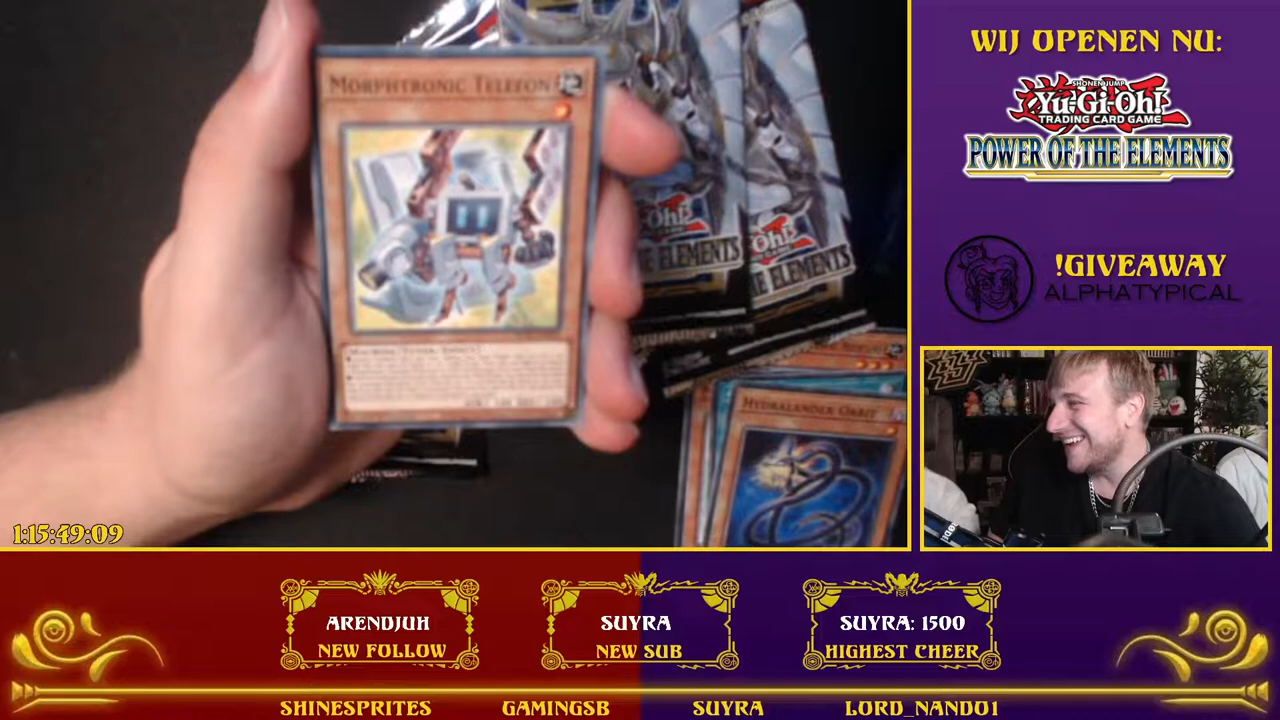 WIJ OPENEN NU:
SHONEN JUMP
Yu-Gi-Oh!
TRADING CARD GAME
POWER OF THE ELEMENTS
!GIVEAWAY
ALPHATYPICAL
MORPHTRONIC TELEFON
-Oh!
E ELEMENTS
Oh!
HE ELEMENTS
HYDRALANDER ORBIT
1:15:49:09
ARENDJUH
NEW FOLLOW
SUYRA
NEW SUB
SUYRA: 1500
HIGHEST CHEER
SHINESPRITES GAMINGSB SUYRA LORD_NANDO1